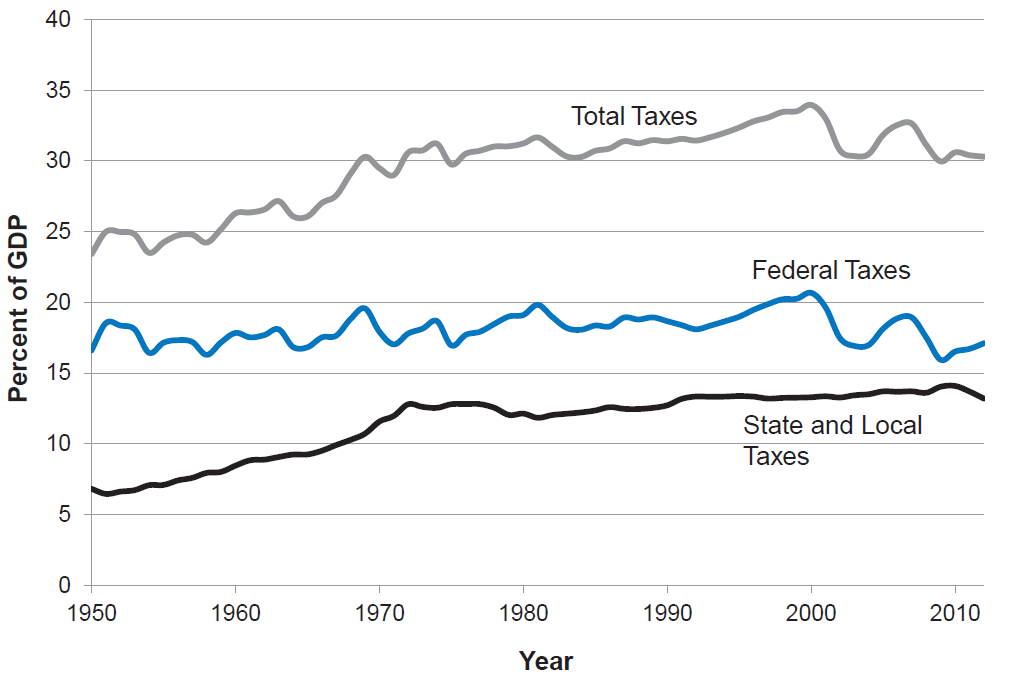 40
35
30
25
20
15
10
5
0
Percent of GDP
Total Taxes
Federal Taxes
State and Local
Taxes
1950 1960 1970 1980 1990 2000 2010
Year